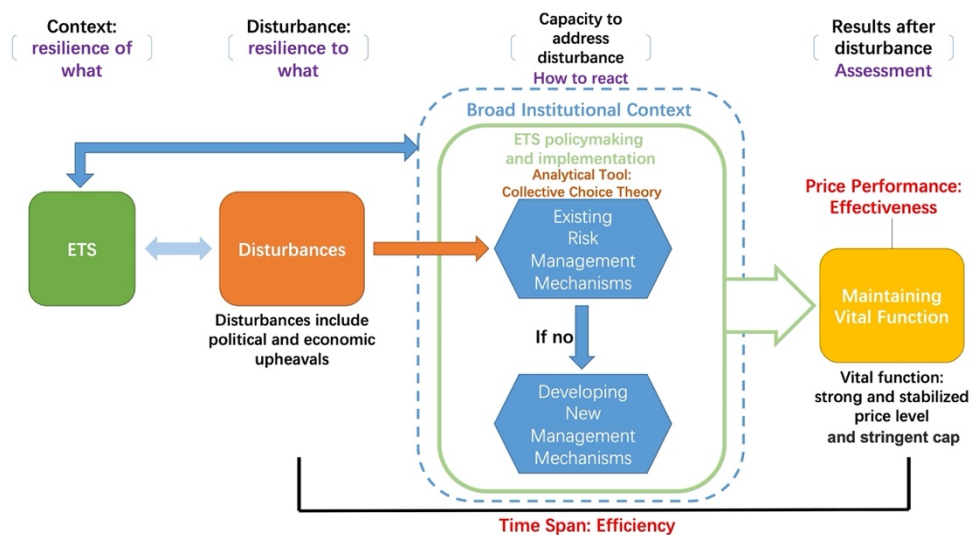 Context:
resilience of
what
Disturbance:
resilience to
what
Capacity to
address
disturbance
How to react
Results after
disturbance
Assessment
Broad Institutional Context
ETS policymaking
and implementation
Analytical Tool:
Collective Choice Theory
ETS
Disturbances
Disturbances include
political and economic
upheavals
Existing
Risk
Management
Mechanisms
If no
Developing
New
Management
Mechanisms
Price Performance:
Effectiveness
Maintaining
Vital Function
Vital function:
strong and stabilized
price level
and stringent cap
Time Span: Efficiency